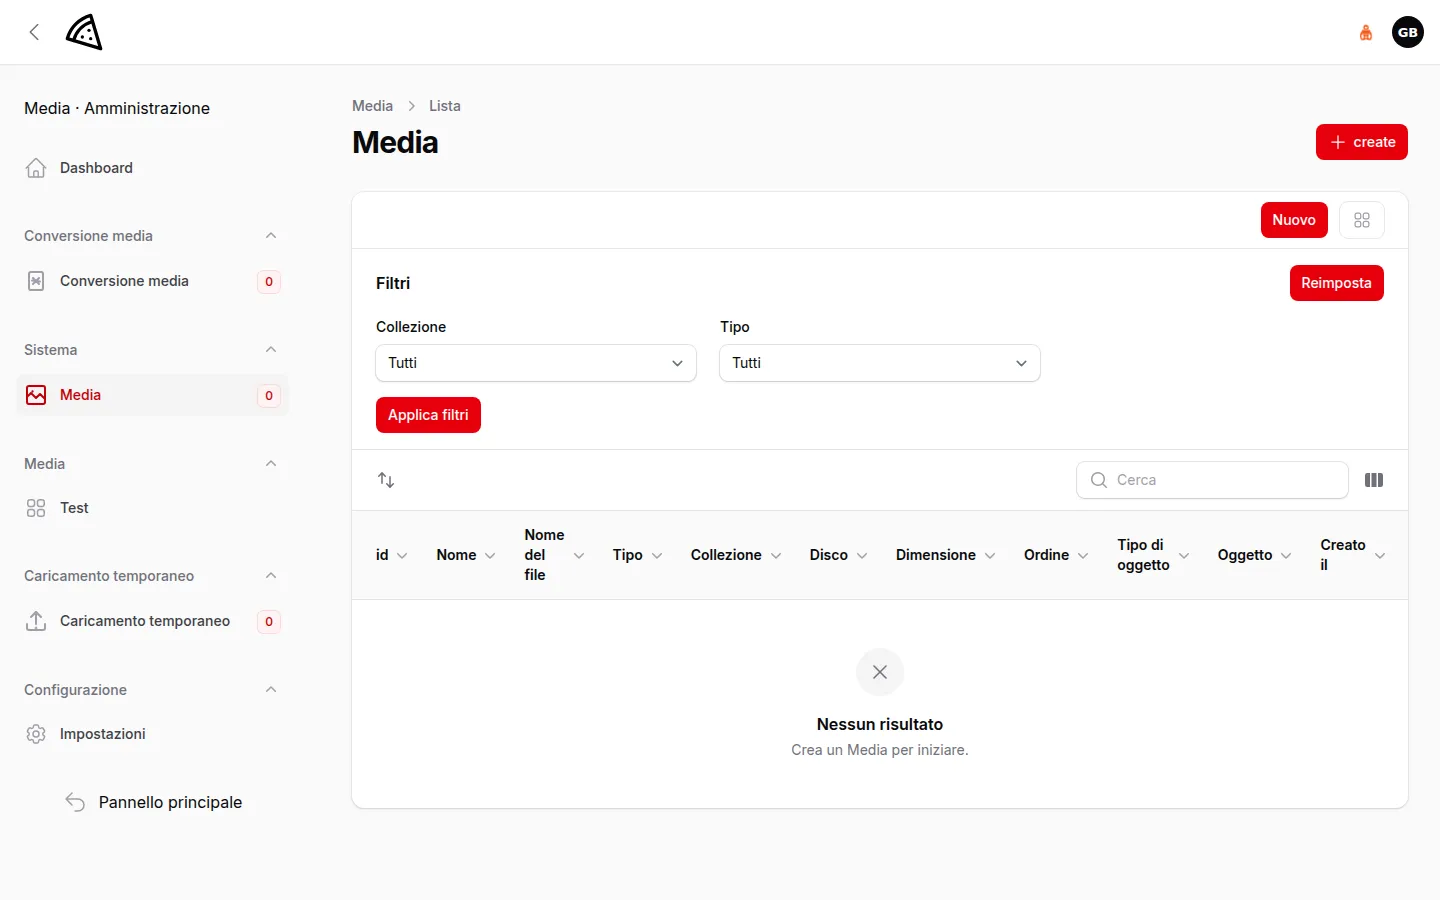 GB
Media · Amministrazione
Dashboard
Conversione media
Conversione media 0
Sistema
Media 0
Media
Test
Caricamento temporaneo
Caricamento temporaneo 0
Configurazione
Impostazioni
Pannello principale
Media Lista
Media
create
Nuovo
Filtri
Reimposta
Collezione
Tutti
Tipo
Tutti
Applica filtri
Cerca
id
Nome
Nome
del
file
Tipo
Collezione
Disco
Dimensione
Ordine
Tipo di
oggetto
Oggetto
Creato
il
Nessun risultato
Crea un Media per iniziare.